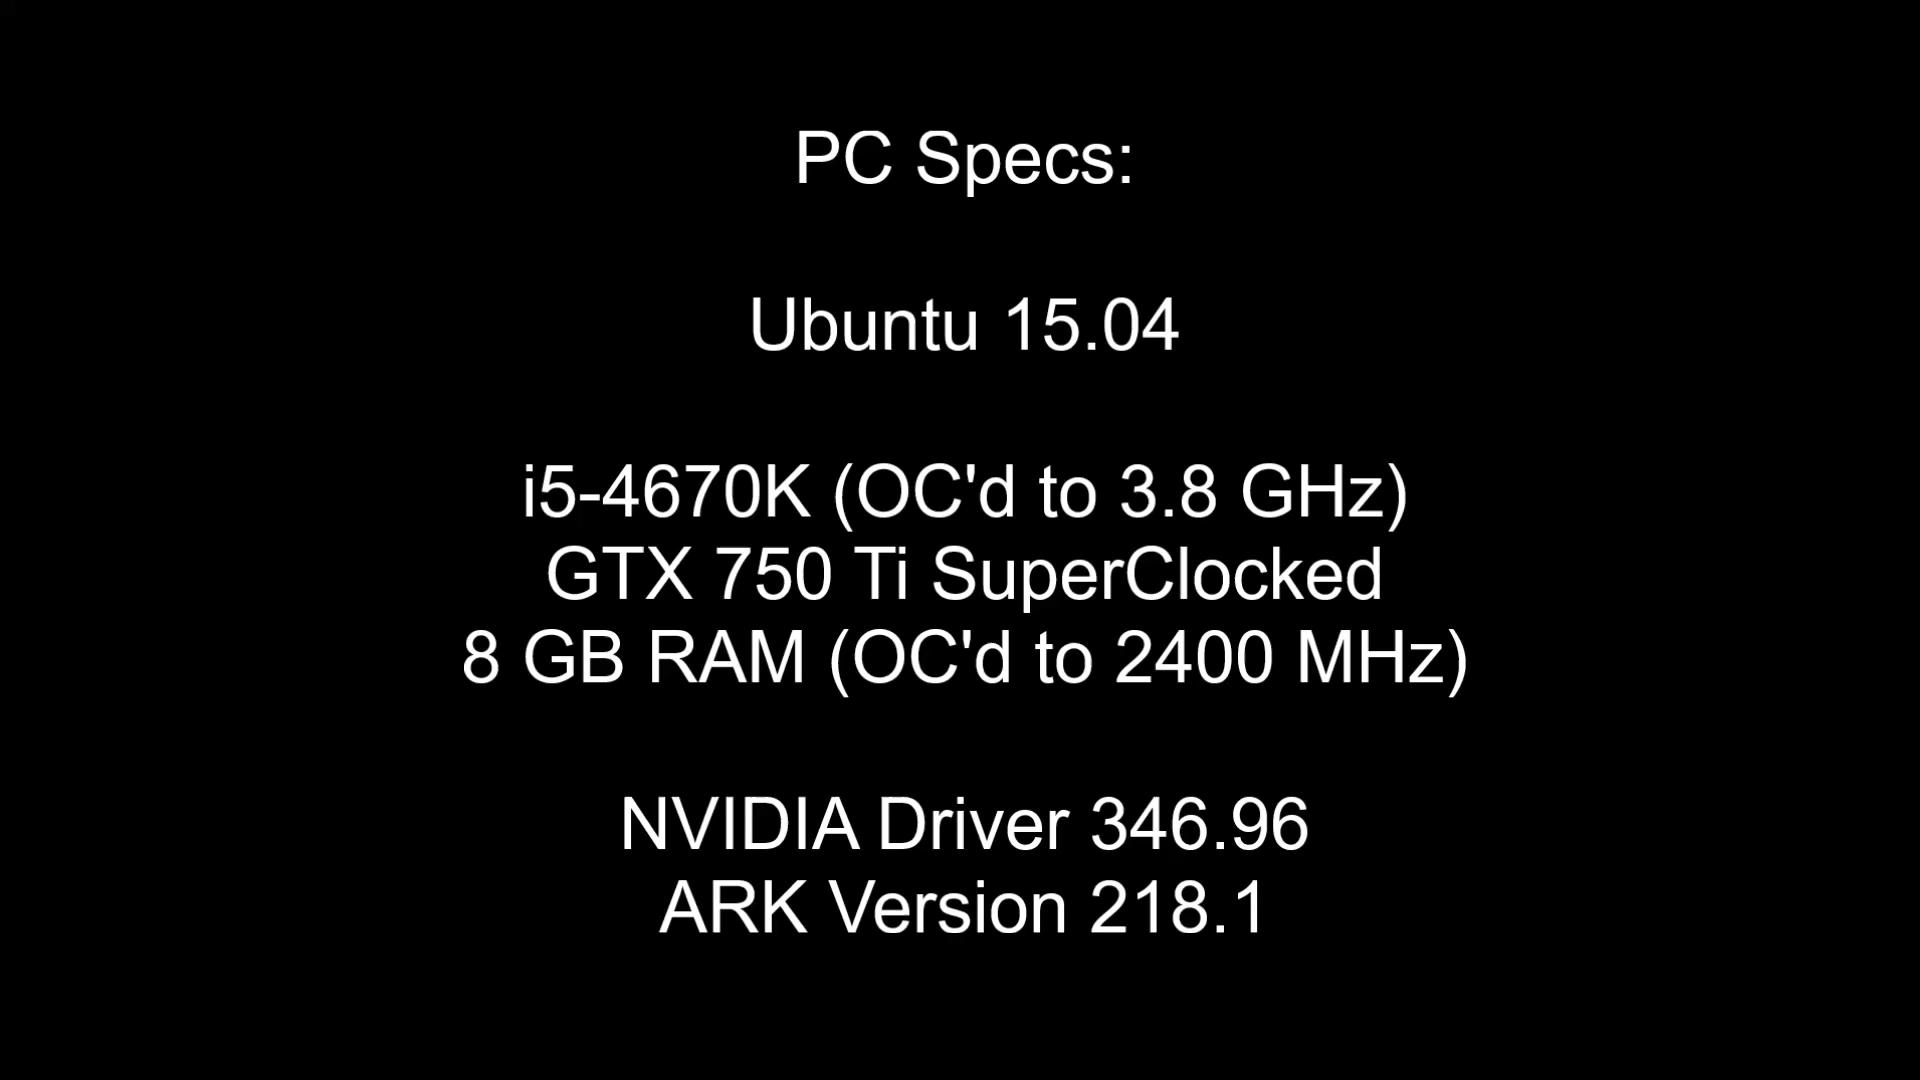 PC Specs:
Ubuntu 15.04
i5-4670K (OC'd to 3.8 GHz)
GTX 750 Ti SuperClocked
8 GB RAM (OC'd to 2400 MHz)
NVIDIA Driver 346.96
ARK Version 218.1